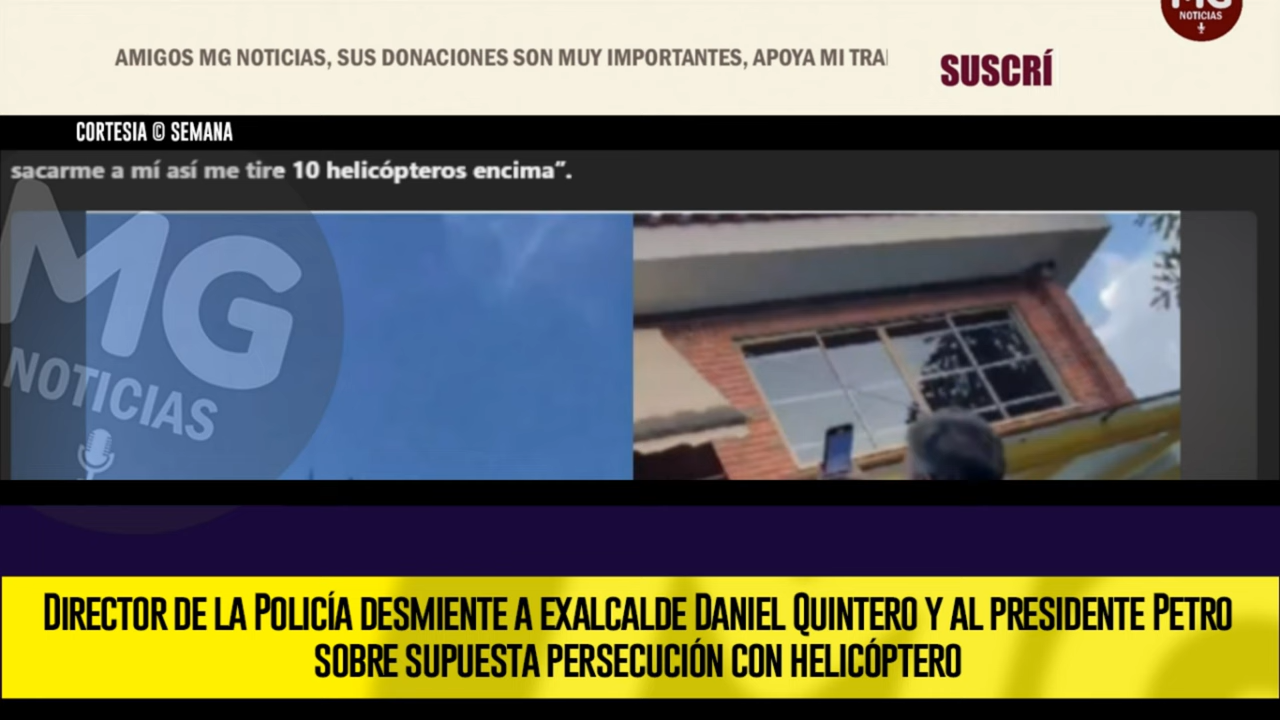 MG
NOTICIAS
AMIGOS MG NOTICIAS, SUS DONACIONES SON MUY IMPORTANTES, APOYA MI TRA
SUSCRÍ
CORTESIA © SEMANA
sacarme a mí así me tire 10 helicópteros encima”.
MG
NOTICIAS
DIRECTOR DE LA POLICÍA DESMIENTE A EXALCALDE DANIEL QUINTERO Y AL PRESIDENTE PETRO
SOBRE SUPUESTA PERSECUCIÓN CON HELICÓPTERO